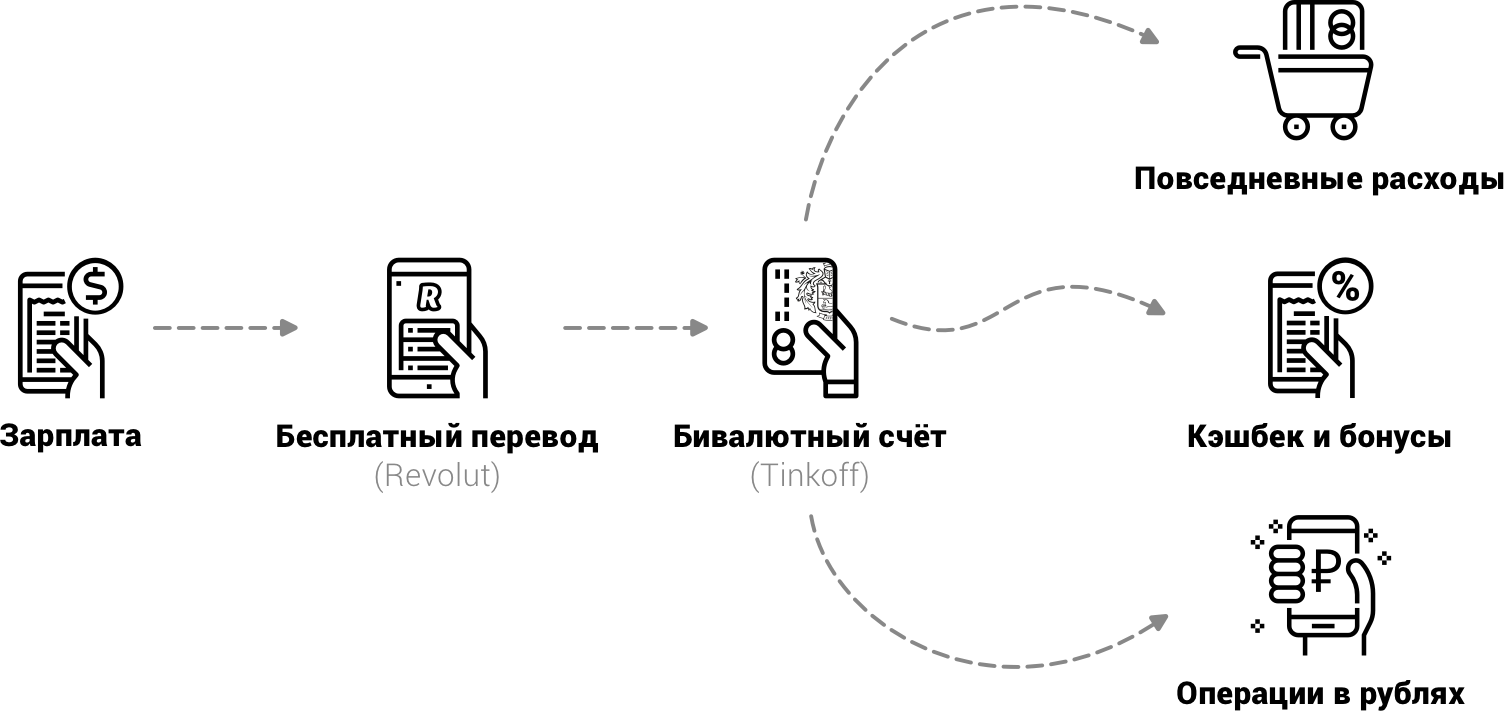 $
R
%
₽
Повседневные расходы
Зарплата
Бесплатный перевод
(Revolut)
Бивалютный счёт
(Tinkoff)
Кэшбек и бонусы
Операции в рублях